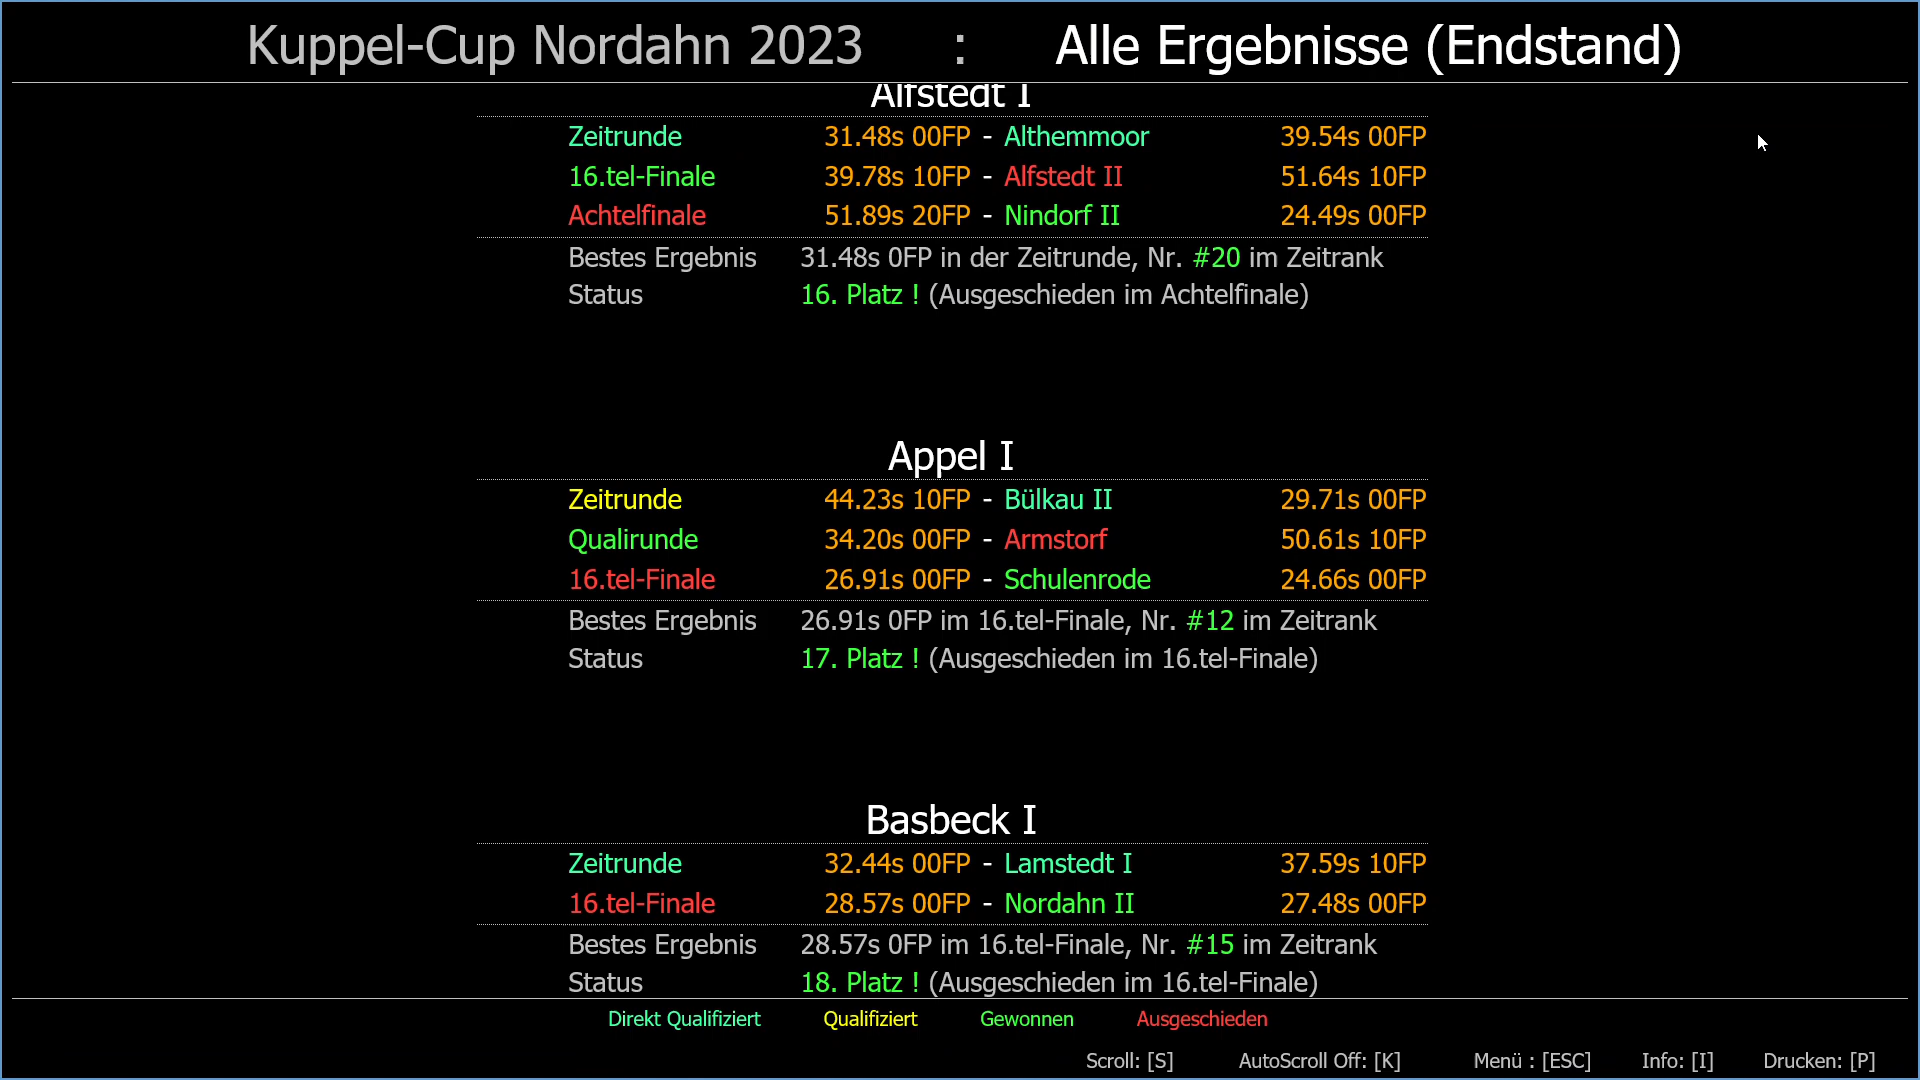 Kuppel-Cup Nordahn 2023 : Alle Ergebnisse (Endstand)
Alfstedt I
Zeitrunde 31.48s 00FP - Althemmoor 39.54s 00FP
16.tel-Finale 39.78s 10FP - Alfstedt II 51.64s 10FP
Achtelfinale 51.89s 20FP - Nindorf II 24.49s 00FP
Bestes Ergebnis 31.48s 0FP in der Zeitrunde, Nr. #20 im Zeitrank
Status 16. Platz ! (Ausgeschieden im Achtelfinale)
Appel I
Zeitrunde 44.23s 10FP - Bülkau II 29.71s 00FP
Qualirunde 34.20s 00FP - Armstorf 50.61s 10FP
16.tel-Finale 26.91s 00FP - Schulenrode 24.66s 00FP
Bestes Ergebnis 26.91s 0FP im 16.tel-Finale, Nr. #12 im Zeitrank
Status 17. Platz ! (Ausgeschieden im 16.tel-Finale)
Basbeck I
Zeitrunde 32.44s 00FP - Lamstedt I 37.59s 10FP
16.tel-Finale 28.57s 00FP - Nordahn II 27.48s 00FP
Bestes Ergebnis 28.57s 0FP im 16.tel-Finale, Nr. #15 im Zeitrank
Status 18. Platz ! (Ausgeschieden im 16.tel-Finale)
Direkt Qualifiziert Qualifiziert Gewonnen Ausgeschieden
Scroll: [S] AutoScroll Off: [K] Menü : [ESC] Info: [I] Drucken: [P]